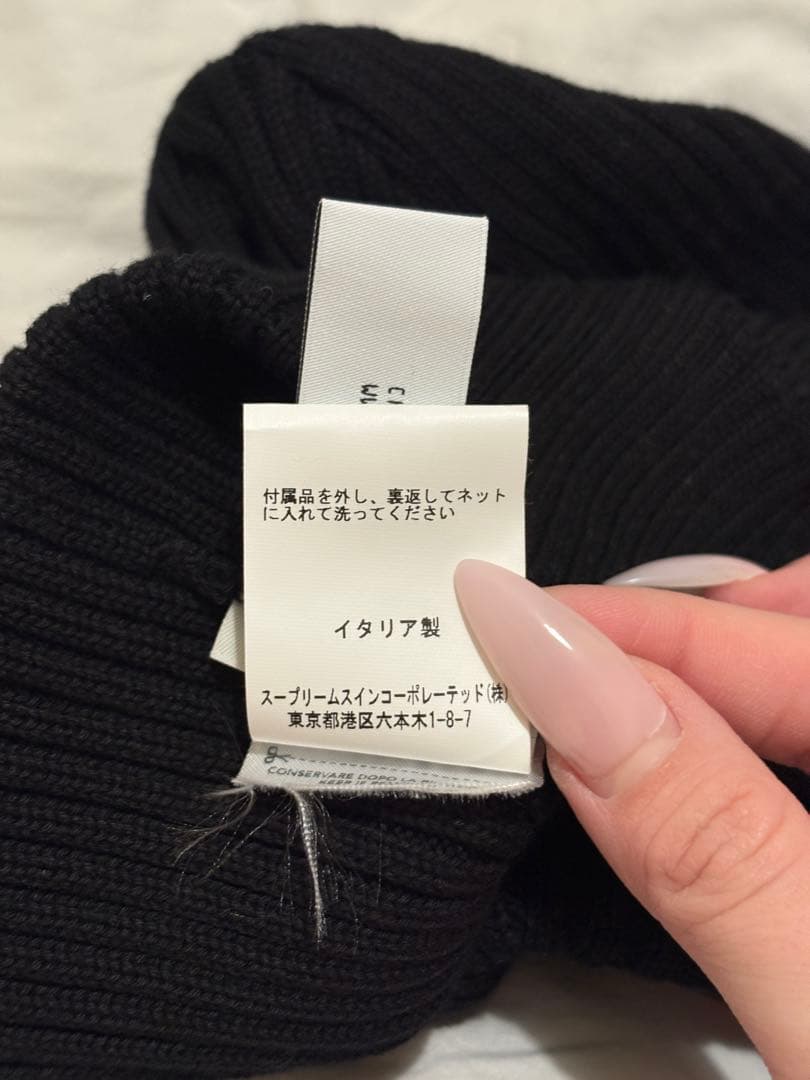 付属品を外し、裏返してネット
に入れて洗ってください
イタリア製
スープリームスインコーポレーテッド(株)
東京都港区六本木1-8-7
CONSERVARE DOPO LA